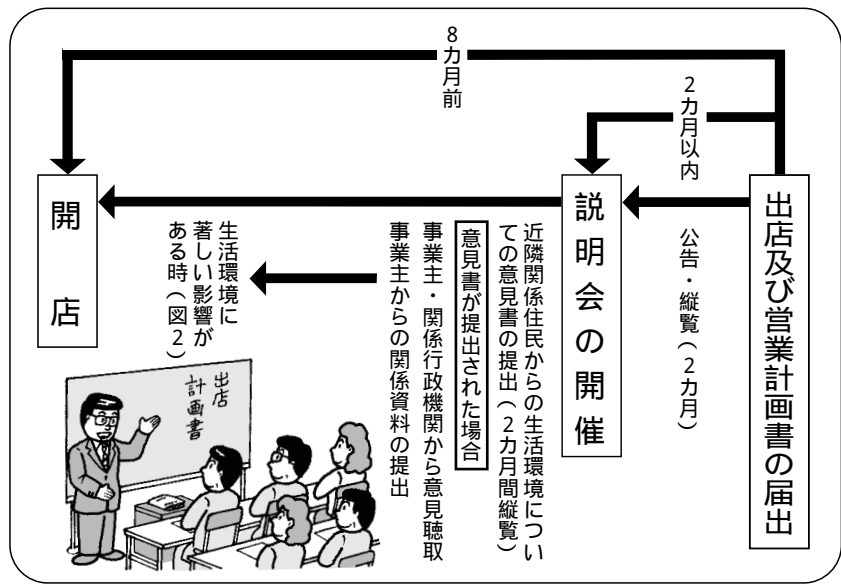 8カ月前
2カ月以内
出店及び営業計画書の届出
公告・縦覧(2カ月)
説明会の開催
近隣関係住民からの生活環境につい
ての意見書の提出(2カ月間縦覧)
意見書が提出された場合
事業主・関係行政機関から意見聴取
事業主からの関係資料の提出
生活環境に
著しい影響が
ある時(図2)
開店
出店
計画書